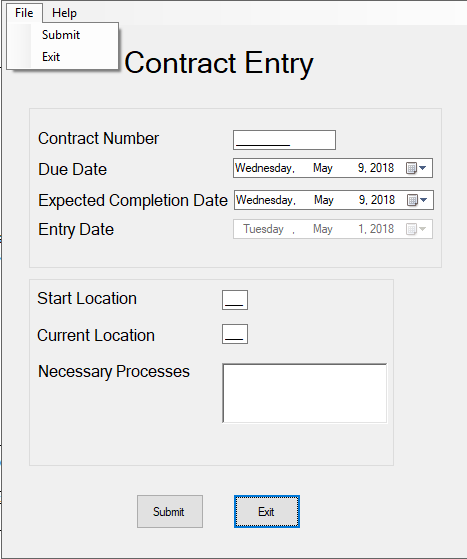 File Help
Submit
Exit
Contract Entry
Contract Number
Due Date Wednesday, May 9, 2018
Expected Completion Date Wednesday, May 9, 2018
Entry Date Tuesday , May 1, 2018
Start Location
Current Location
Necessary Processes
Submit Exit